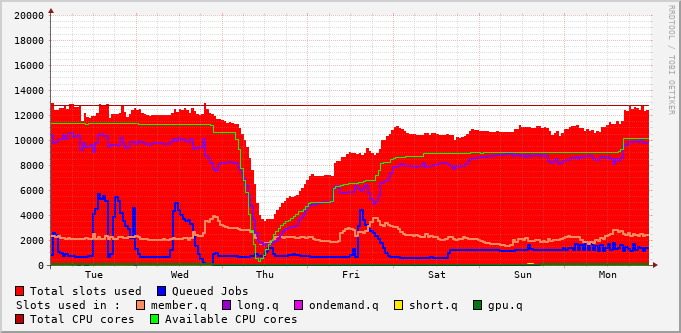 20000
18000
16000
14000
12000
10000
8000
6000
4000
2000
0
Tue Wed Thu Fri Sat Sun Mon
RRDTOOL / TOBI OETIKER
Total slots used Queued Jobs
Slots used in : member.q long.q ondemand.q short.q gpu.q
Total CPU cores Available CPU cores